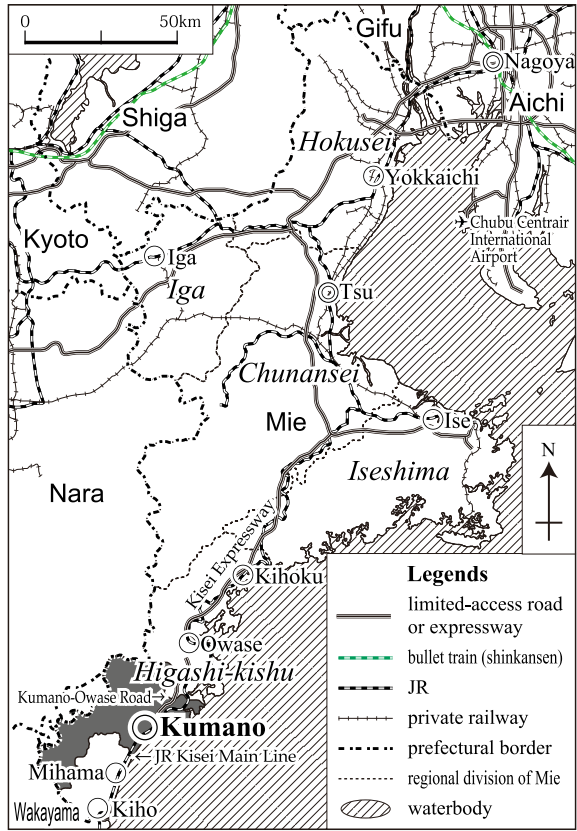 0 50km
Gifu
Nagoya
Aichi
Shiga
Hokusei
Yokkaichi
Kyoto
Chubu Centrair
International
Airport
Iga
Iga
Tsu
Chunansei
Mie
Ise
Iseshima
N
Nara
Kisei Expressway
Kihoku
Owase
Higashi-kishu
Kumano-Owase Road→
Kumano
←JR Kisei Main Line
Mihama
Wakayama
Kiho
Legends
limited-access road
or expressway
bullet train (shinkansen)
JR
private railway
prefectural border
regional division of Mie
waterbody